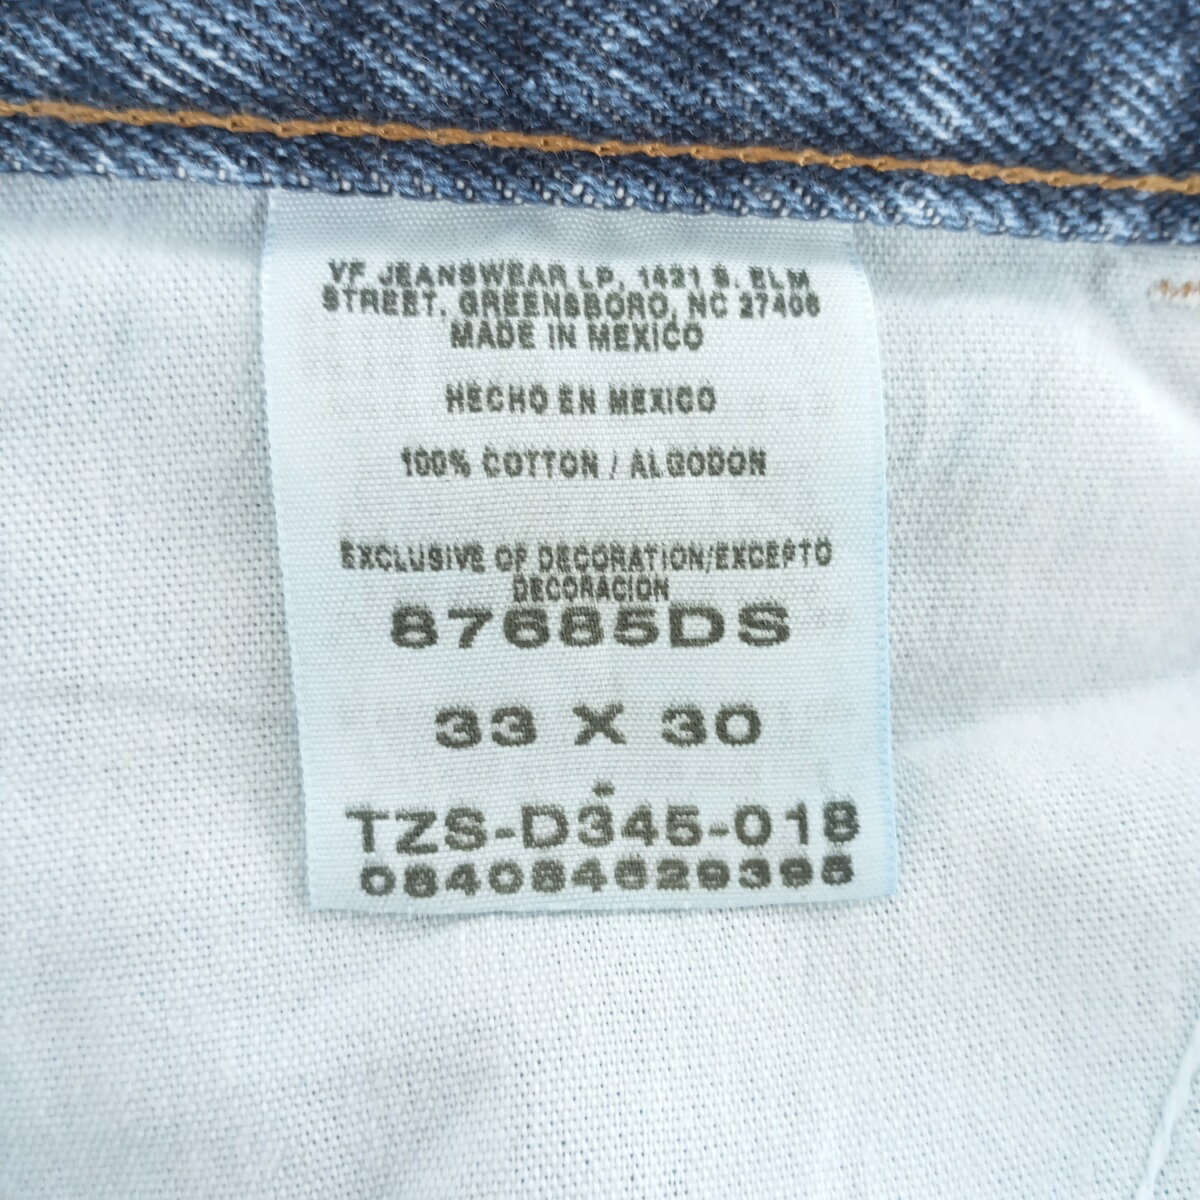 VF JEANSWEAR LP, 1421 S. ELM
STREET, GREENSBORO, NC 27406
MADE IN MEXICO
HECHO EN MEXICO
100% COTTON / ALGODON
EXCLUSIVE OF DECORATION/EXCEPTO
DECORACION
87685DS
33 X 30
TZS-D345-018